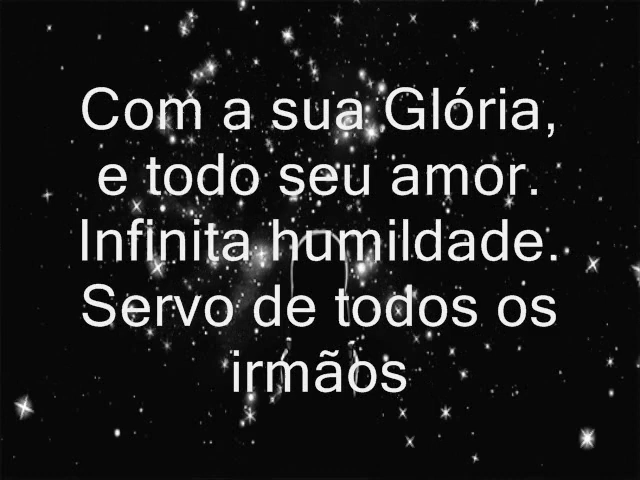 Com a sua Glória,
e todo seu amor.
Infinita humildade.
Servo de todos os
irmãos